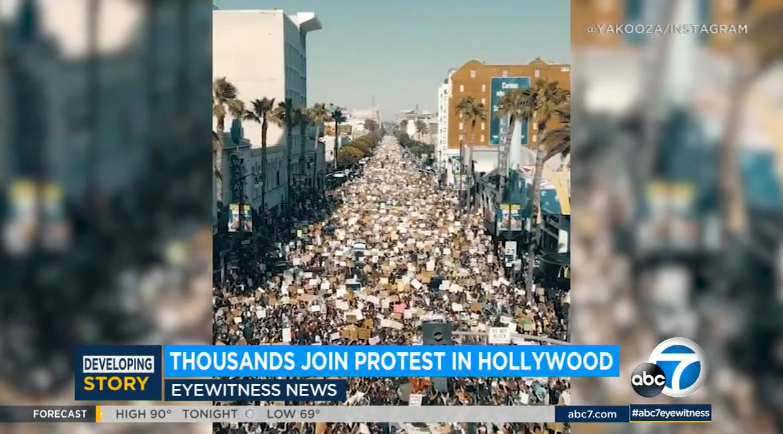 @YAKOOZA/INSTAGRAM
DEVELOPING
STORY
THOUSANDS JOIN PROTEST IN HOLLYWOOD
EYEWITNESS NEWS
abc 7
FORECAST HIGH 90° TONIGHT LOW 69°
abc7.com #abc7eyewitness